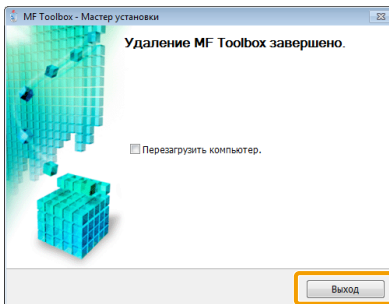 MF Toolbox - Мастер установки
Удаление MF Toolbox завершено.
Перезагрузить компьютер.
Выход